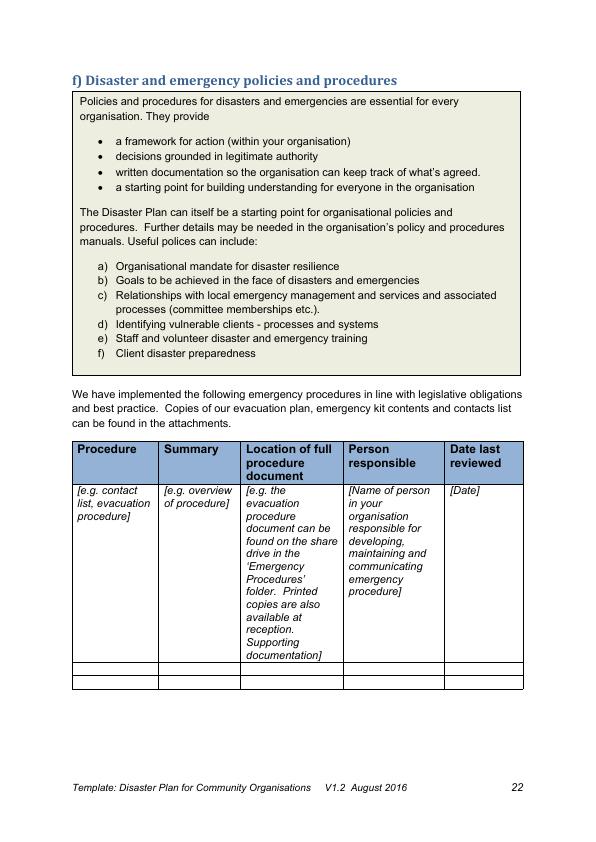 f) Disaster and emergency policies and procedures
Policies and procedures for disasters and emergencies are essential for every
organisation. They provide
• a framework for action (within your organisation)
• decisions grounded in legitimate authority
• written documentation so the organisation can keep track of what's agreed.
• a starting point for building understanding for everyone in the organisation
The Disaster Plan can itself be a starting point for organisational policies and
procedures.  Further details may be needed in the organisation's policy and procedures
manuals. Useful polices can include:
a) Organisational mandate for disaster resilience
b) Goals to be achieved in the face of disasters and emergencies
c) Relationships with local emergency management and services and associated
processes (committee memberships etc.).
d) Identifying vulnerable clients - processes and systems
e) Staff and volunteer disaster and emergency training
f) Client disaster preparedness
We have implemented the following emergency procedures in line with legislative obligations
and best practice.  Copies of our evacuation plan, emergency kit contents and contacts list
can be found in the attachments.
Procedure
Summary
Location of full
procedure
document
Person
responsible
Date last
reviewed
[e.g. contact
list, evacuation
procedure]
[e.g. overview
of procedure]
[e.g. the
evacuation
procedure
document can be
found on the share
drive in the
'Emergency
Procedures'
folder.  Printed
copies are also
available at
reception.
Supporting
documentation]
[Name of person
in your
organisation
responsible for
developing,
maintaining and
communicating
emergency
procedure]
[Date]
Template: Disaster Plan for Community Organisations    V1.2  August 2016    22